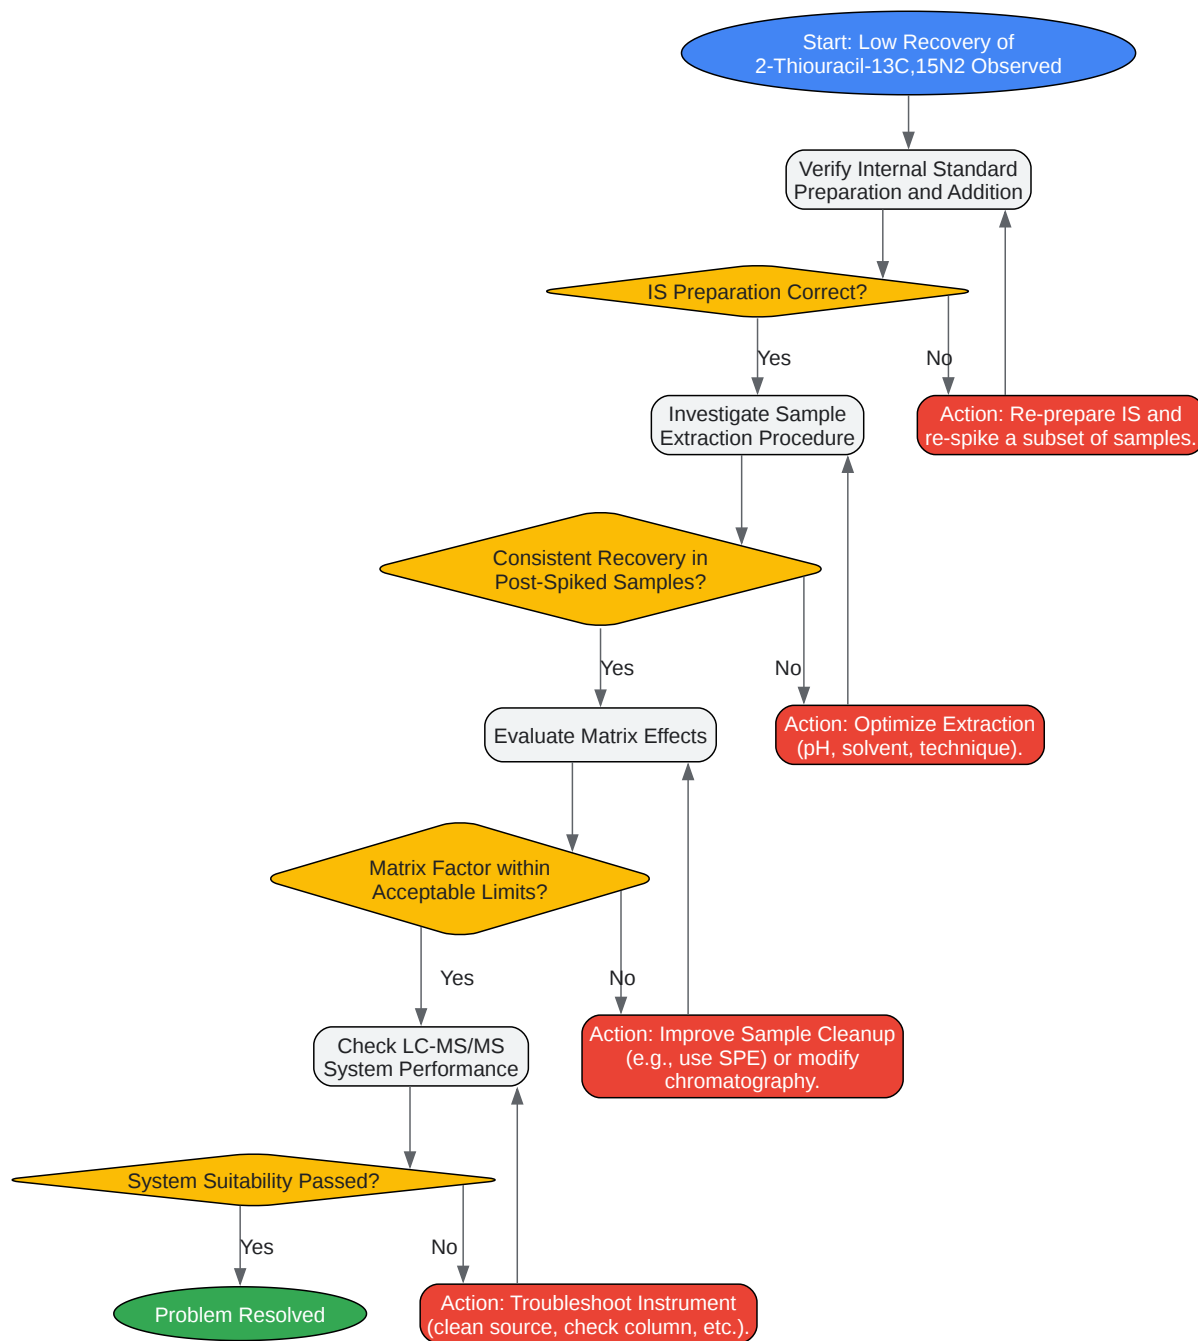 Start: Low Recovery of
2-Thiouracil-13C,15N2 Observed
Verify Internal Standard
Preparation and Addition
IS Preparation Correct?
Yes
No
Investigate Sample
Extraction Procedure
Action: Re-prepare IS and
re-spike a subset of samples.
Consistent Recovery in
Post-Spiked Samples?
Yes
No
Evaluate Matrix Effects
Action: Optimize Extraction
(pH, solvent, technique).
Matrix Factor within
Acceptable Limits?
Yes
No
Check LC-MS/MS
System Performance
Action: Improve Sample Cleanup
(e.g., use SPE) or modify
chromatography.
System Suitability Passed?
Yes
No
Problem Resolved
Action: Troubleshoot Instrument
(clean source, check column, etc.).